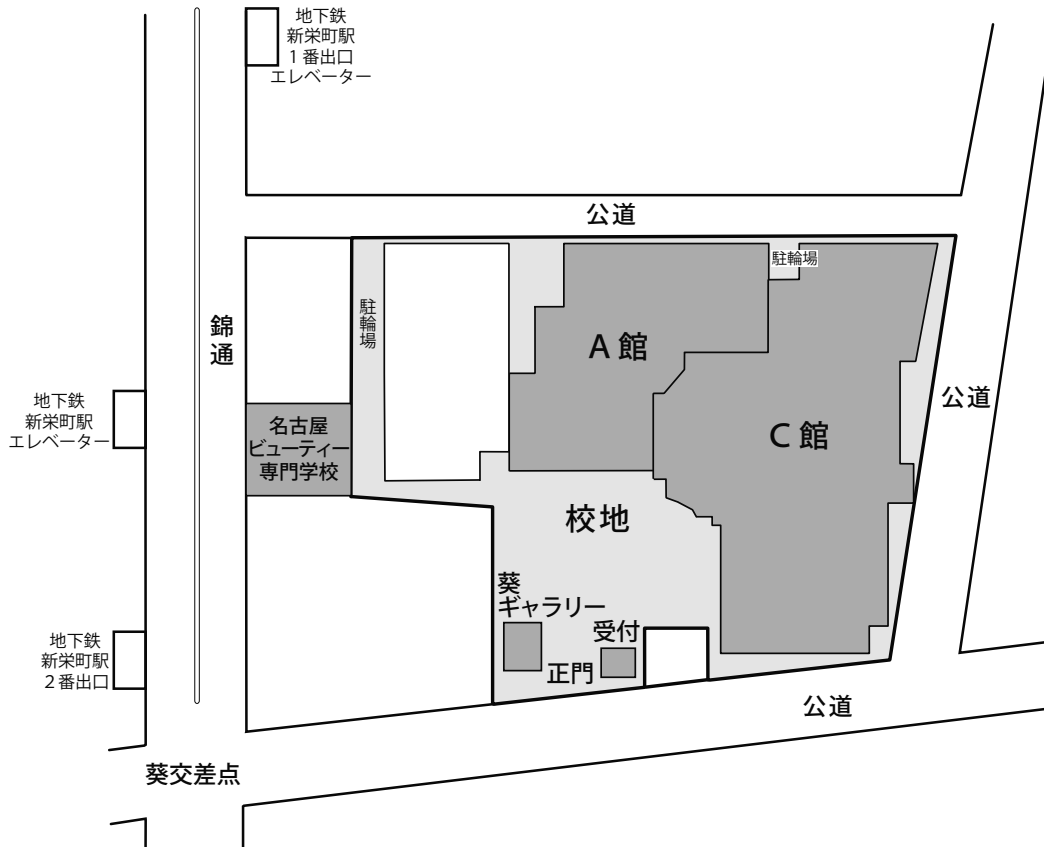 地下鉄
新栄町駅
1番出口
エレベーター
公道
駐輪場
駐輪場
A館
錦通
公道
地下鉄
新栄町駅
エレベーター
名古屋
ビューティー
専門学校
C館
校地
葵
ギャラリー
受付
正門
地下鉄
新栄町駅
2番出口
公道
葵交差点